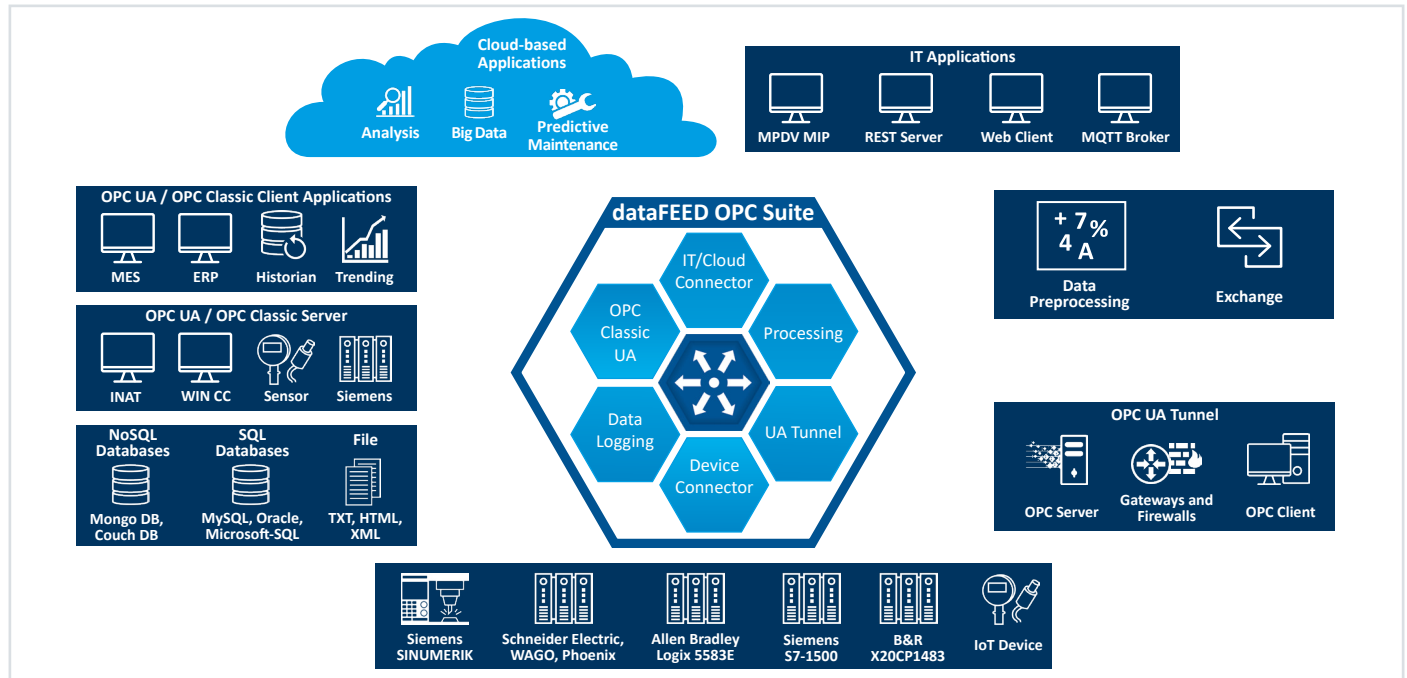 Cloud-based
Applications
Analysis
Big Data
Predictive
Maintenance
IT Applications
MPDV MIP
REST Server
Web Client
MQTT Broker
OPC UA / OPC Classic Client Applications
MES
ERP
Historian
Trending
OPC UA / OPC Classic Server
INAT
WIN CC
Sensor
Siemens
NoSQL
Databases
SQL
Databases
File
Mongo DB,
Couch DB
MySQL, Oracle,
Microsoft-SQL
TXT, HTML,
XML
dataFEED OPC Suite
IT/Cloud
Connector
OPC
Classic
UA
Processing
Data
Logging
UA Tunnel
Device
Connector
+ 7%
4 A
Data
Preprocessing
Exchange
OPC UA Tunnel
OPC Server
Gateways and
Firewalls
OPC Client
Siemens
SINUMERIK
Schneider Electric,
WAGO, Phoenix
Allen Bradley
Logix 5583E
Siemens
S7-1500
B&R
X20CP1483
IoT Device